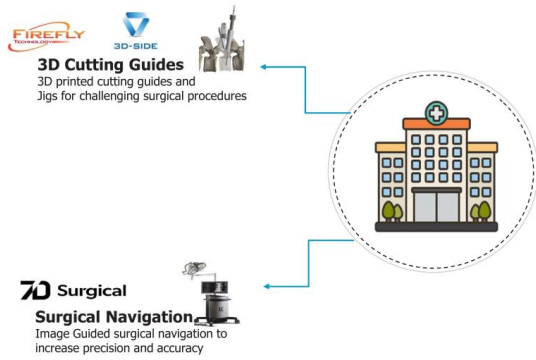 FIREFLY
TECHNOLOGY
3D-SIDE
3D Cutting Guides
3D printed cutting guides and
Jigs for challenging surgical procedures
7D Surgical
Surgical Navigation
Image Guided surgical navigation to
increase precision and accuracy